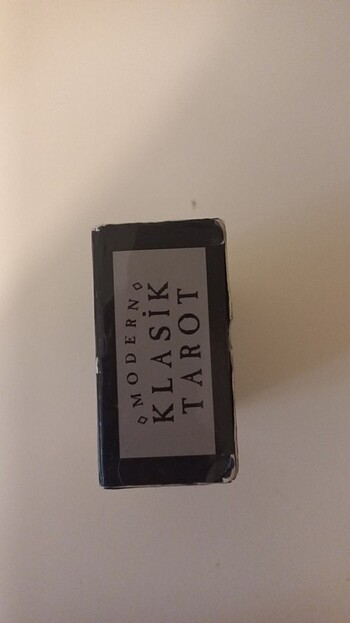 ◇ MODERN ◇
KLASİK
TAROT